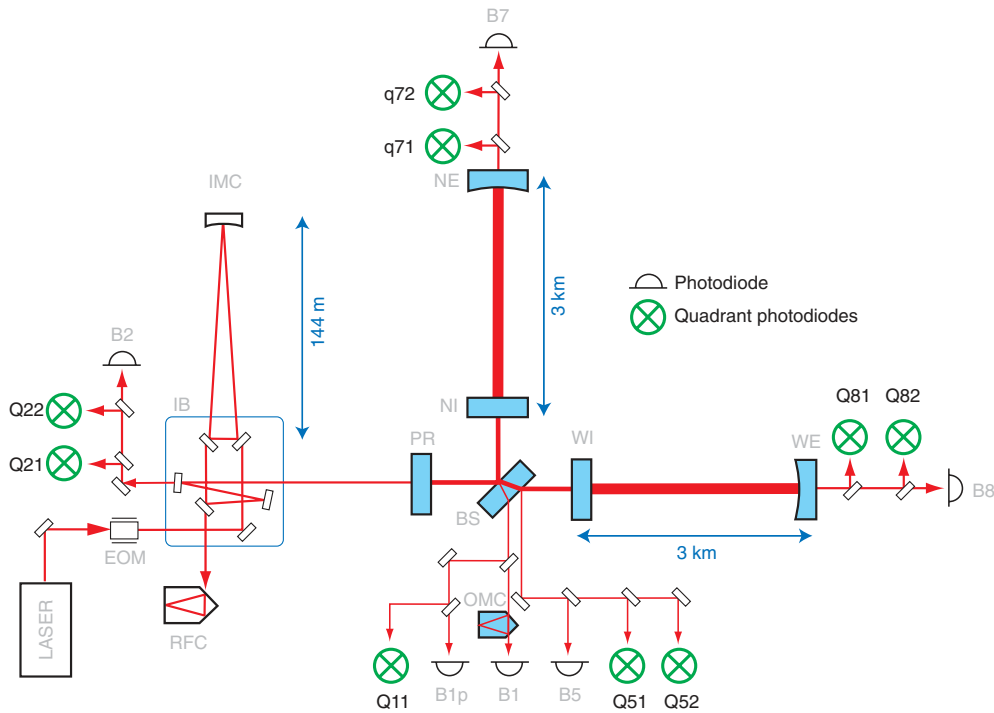 B7
q72
q71
NE
IMC
144 m
3 km
Photodiode
Quadrant photodiodes
B2
Q22
IB
NI
Q81
Q82
PR
WI
WE
Q21
BS
B8
EOM
3 km
LASER
RFC
OMC
Q11
B1p
B1
B5
Q51
Q52